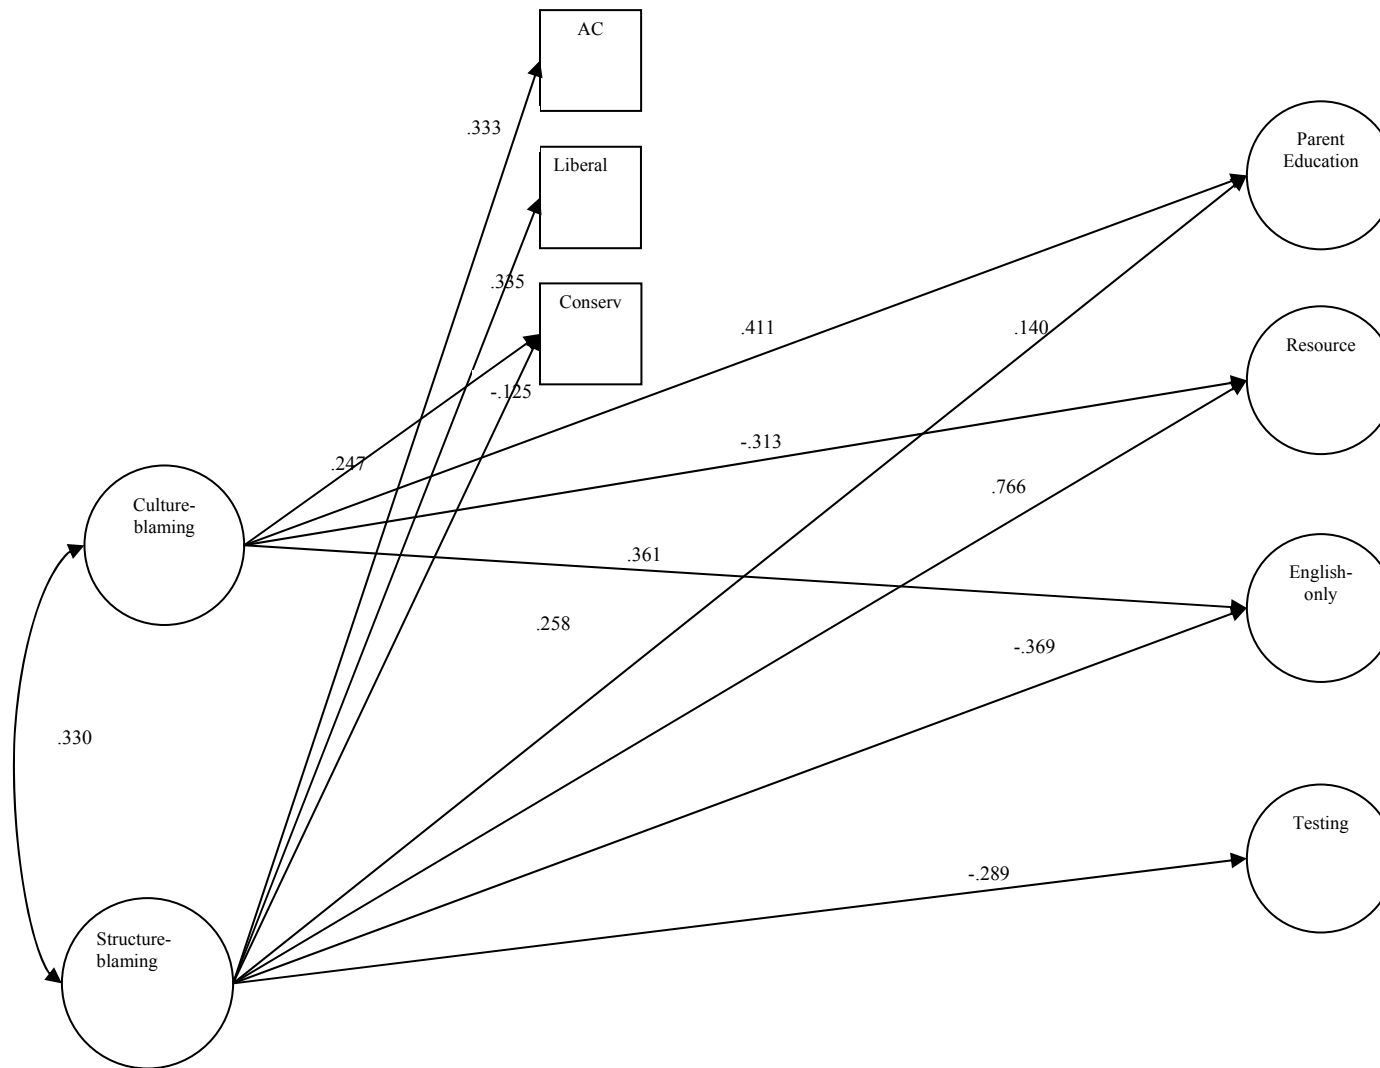 AC
.333
Parent
Education
Liberal
.335
Conserv
.411
.140
Resource
-.125
-.313
.247
.766
Culture-
blaming
.361
English-
only
.258
-.369
.330
Testing
-.289
Structure-
blaming